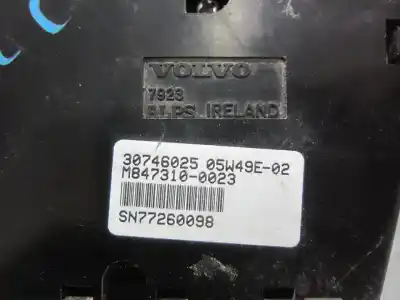 VOLVO
7923
ALPS. IRELAND
30746025 05W49E-02
M847310-0023
SN77260098